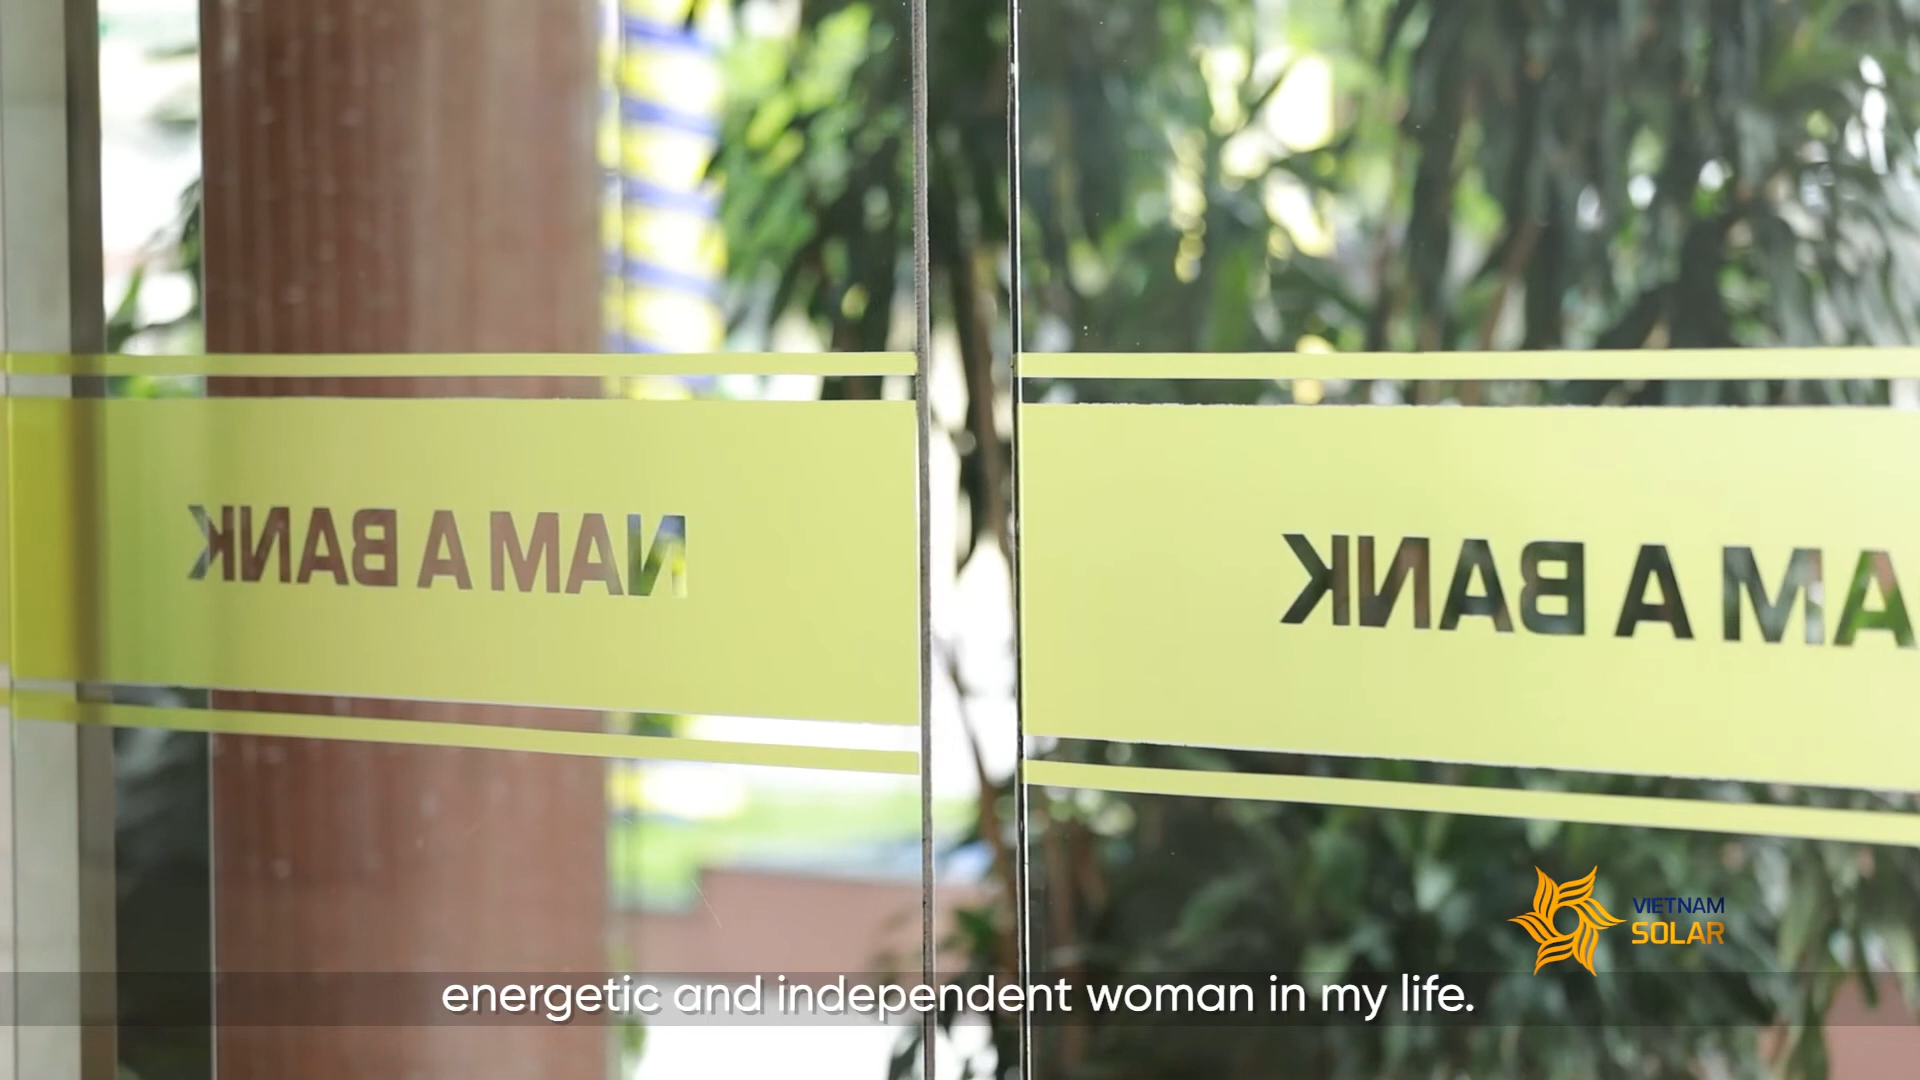 NAM A BANK
AM A BANK
VIETNAM
SOLAR
energetic and independent woman in my life.